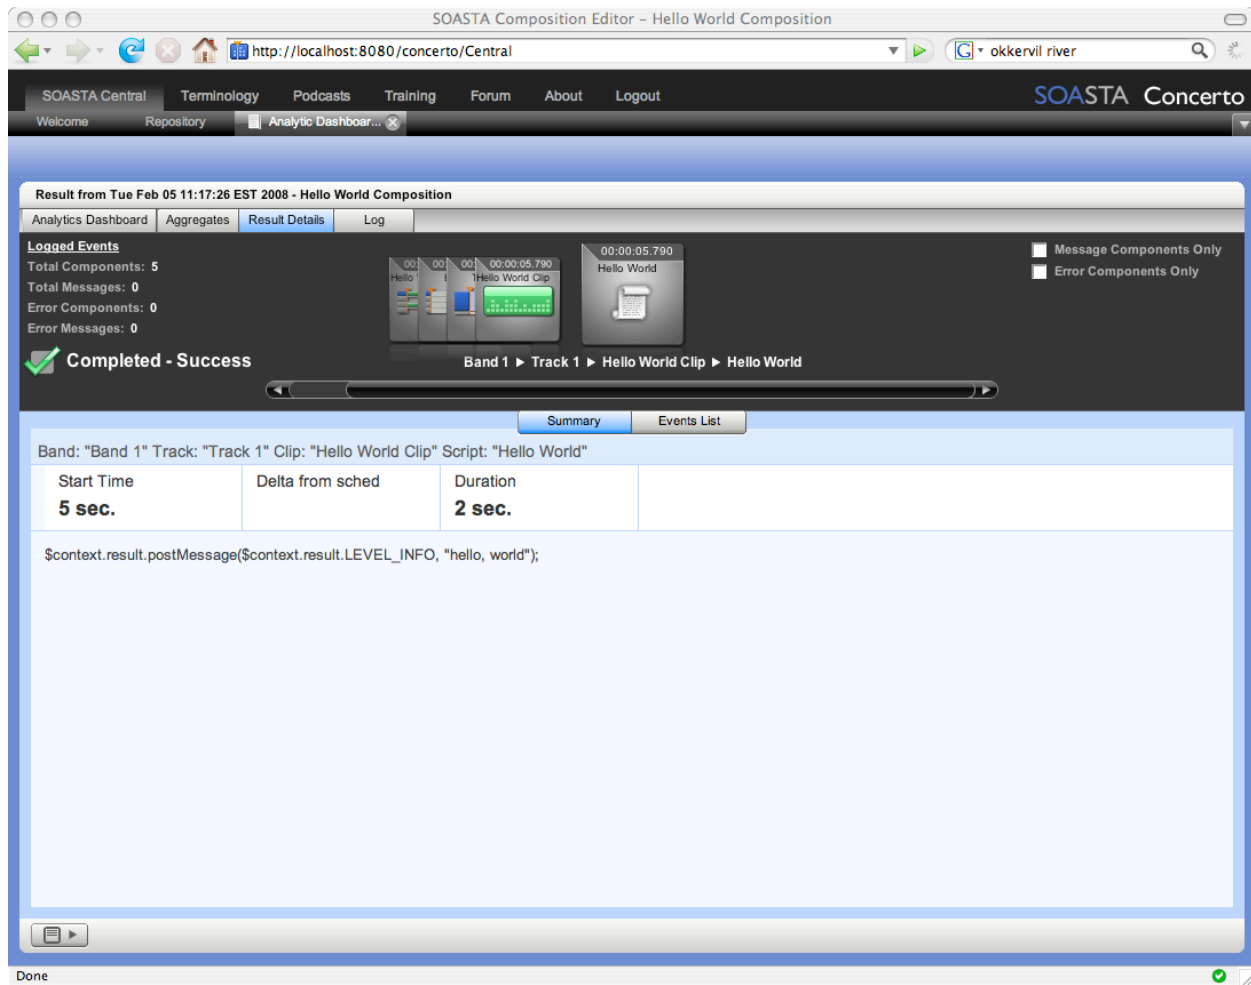 SOASTA Composition Editor – Hello World Composition
http://localhost:8080/concerto/Central
G okkervil river
SOASTA Central Terminology Podcasts Training Forum About Logout
SOASTA Concerto
Welcome Repository Analytic Dashboar...
Result from Tue Feb 05 11:17:26 EST 2008 - Hello World Composition
Analytics Dashboard Aggregates Result Details Log
Logged Events
Total Components: 5
Total Messages: 0
Error Components: 0
Error Messages: 0
Completed - Success
00: 00: 00: 00:00:05.790
Hello Hello World Clip
00:00:05.790
Hello World
Message Components Only
Error Components Only
Band 1 ▶ Track 1 ▶ Hello World Clip ▶ Hello World
Summary Events List
Band: "Band 1" Track: "Track 1" Clip: "Hello World Clip" Script: "Hello World"
Start Time Delta from sched Duration
5 sec. 2 sec.
$context.result.postMessage($context.result.LEVEL_INFO, "hello, world");
Done